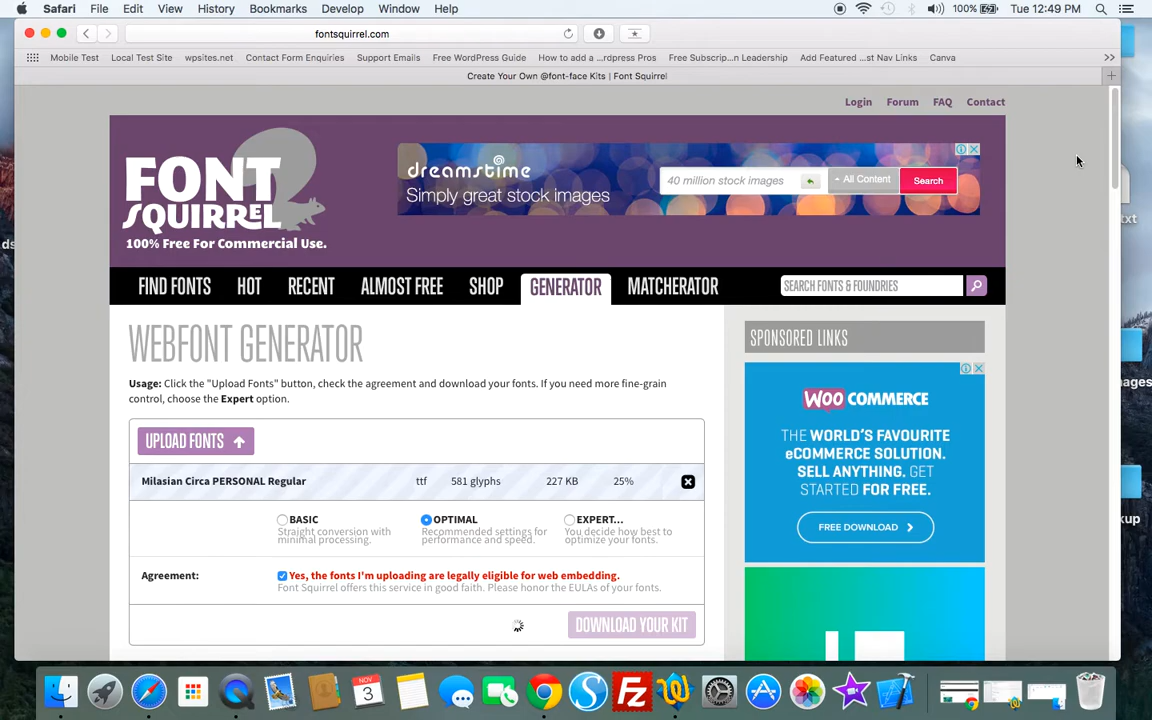 Safari File Edit View History Bookmarks Develop Window Help 100% Tue 12:49 PM
fontsquirrel.com
Mobile Test Local Test Site wpsites.net Contact Form Enquiries Support Emails Free WordPress Guide How to add a ...rdpress Pros Free Subscrip...n Leadership Add Featured ...st Nav Links Canva >>
Create Your Own @font-face Kits | Font Squirrel +
Login Forum FAQ Contact
FONT SQUIRREL
100% Free For Commercial Use.
dreamstime
Simply great stock images
40 million stock images All Content Search
FIND FONTS HOT RECENT ALMOST FREE SHOP GENERATOR MATCHERATOR SEARCH FONTS & FOUNDRIES
WEBFONT GENERATOR
Usage: Click the "Upload Fonts" button, check the agreement and download your fonts. If you need more fine-grain
control, choose the Expert option.
UPLOAD FONTS
Milasian Circa PERSONAL Regular ttf 581 glyphs 227 KB 25%
BASIC
Straight conversion with
minimal processing.
OPTIMAL
Recommended settings for
performance and speed.
EXPERT...
You decide how best to
optimize your fonts.
Agreement: Yes, the fonts I'm uploading are legally eligible for web embedding.
Font Squirrel offers this service in good faith. Please honor the EULAs of your fonts.
DOWNLOAD YOUR KIT
SPONSORED LINKS
WOO COMMERCE
THE WORLD'S FAVOURITE
eCOMMERCE SOLUTION.
SELL ANYTHING. GET
STARTED FOR FREE.
FREE DOWNLOAD
txt
NOV
3